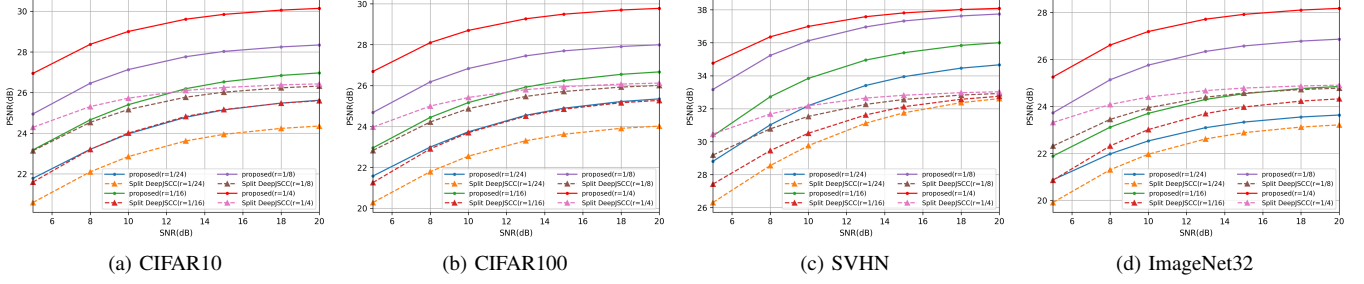 30
28
26
24
22
PSNR(dB)
proposed(r=1/24)
Split DeepJSCC(r=1/24)
proposed(r=1/16)
Split DeepJSCC(r=1/16)
proposed(r=1/8)
Split DeepJSCC(r=1/8)
proposed(r=1/4)
Split DeepJSCC(r=1/4)
6 8 10 12 14 16 18 20
SNR(dB)
(a) CIFAR10
30
28
26
24
22
20
PSNR(dB)
proposed(r=1/24)
Split DeepJSCC(r=1/24)
proposed(r=1/16)
Split DeepJSCC(r=1/16)
proposed(r=1/8)
Split DeepJSCC(r=1/8)
proposed(r=1/4)
Split DeepJSCC(r=1/4)
6 8 10 12 14 16 18 20
SNR(dB)
(b) CIFAR100
38
36
34
32
30
28
26
PSNR(dB)
proposed(r=1/24)
Split DeepJSCC(r=1/24)
proposed(r=1/16)
Split DeepJSCC(r=1/16)
proposed(r=1/8)
Split DeepJSCC(r=1/8)
proposed(r=1/4)
Split DeepJSCC(r=1/4)
6 8 10 12 14 16 18 20
SNR(dB)
(c) SVHN
28
26
24
22
20
PSNR(dB)
proposed(r=1/24)
Split DeepJSCC(r=1/24)
proposed(r=1/16)
Split DeepJSCC(r=1/16)
proposed(r=1/8)
Split DeepJSCC(r=1/8)
proposed(r=1/4)
Split DeepJSCC(r=1/4)
6 8 10 12 14 16 18 20
SNR(dB)
(d) ImageNet32